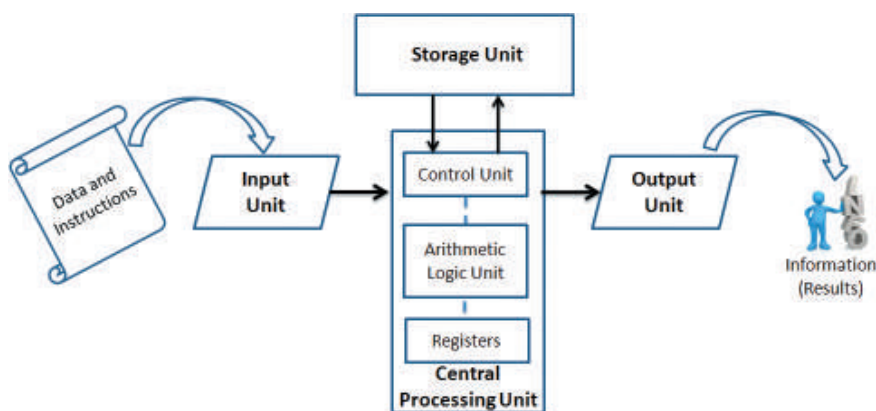 Storage Unit
Data and
Instructions
Input
Unit
Control Unit
Arithmetic
Logic Unit
Registers
Central
Processing Unit
Output
Unit
INFO
Information
(Results)